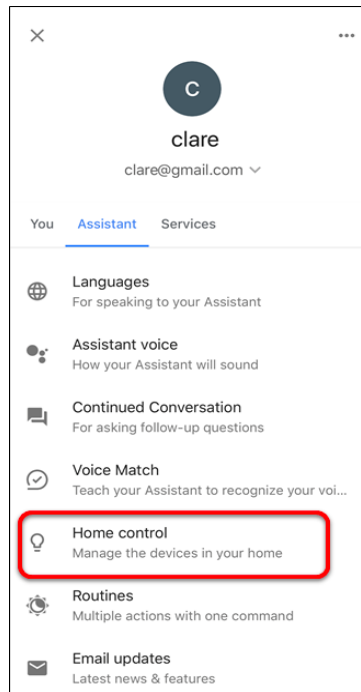 C
clare
clare@gmail.com
You Assistant Services
Languages
For speaking to your Assistant
Assistant voice
How your Assistant will sound
Continued Conversation
For asking follow-up questions
Voice Match
Teach your Assistant to recognize your voi...
Home control
Manage the devices in your home
Routines
Multiple actions with one command
Email updates
Latest news & features